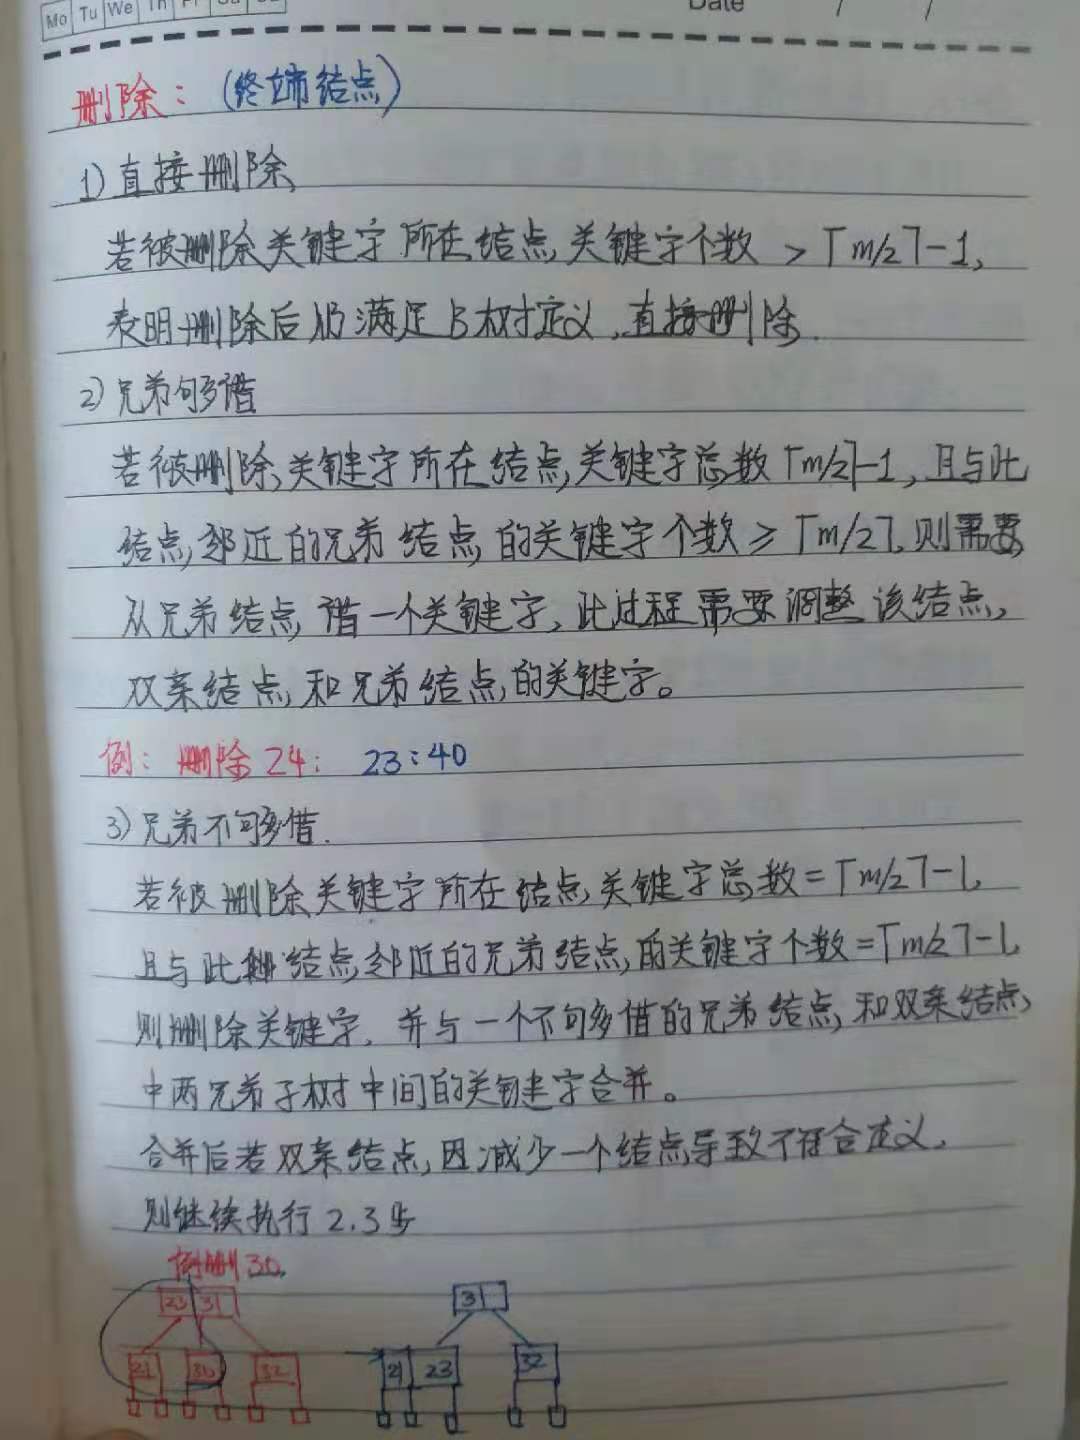 Mo Tu We Th Fr Sa Su
Date / /
删除：（终端结点）
1) 直接删除
若被删除关键字所在结点关键字个数 > ⌈m/2⌉-1，
表明删除后仍满足B树定义，直接删除.
2) 兄弟够借
若被删除关键字所在结点关键字总数⌈m/2⌉-1，且与此
结点邻近的兄弟结点的关键字个数≥⌈m/2⌉，则需要
从兄弟结点借一个关键字，此过程需要调整该结点，
双亲结点和兄弟结点的关键字。
例：删除24： 23:40
3) 兄弟不够借.
若被删除关键字所在结点关键字总数=⌈m/2⌉-1，
且与此结点邻近的兄弟结点的关键字个数=⌈m/2⌉-1，
则删除关键字，并与一个不够借的兄弟结点和双亲结点
中两兄弟子树中间的关键字合并。
合并后若双亲结点因减少一个结点导致不符合定义，
则继续执行2.3步
例删30.
23 31
21 30 32
31
21 23 32